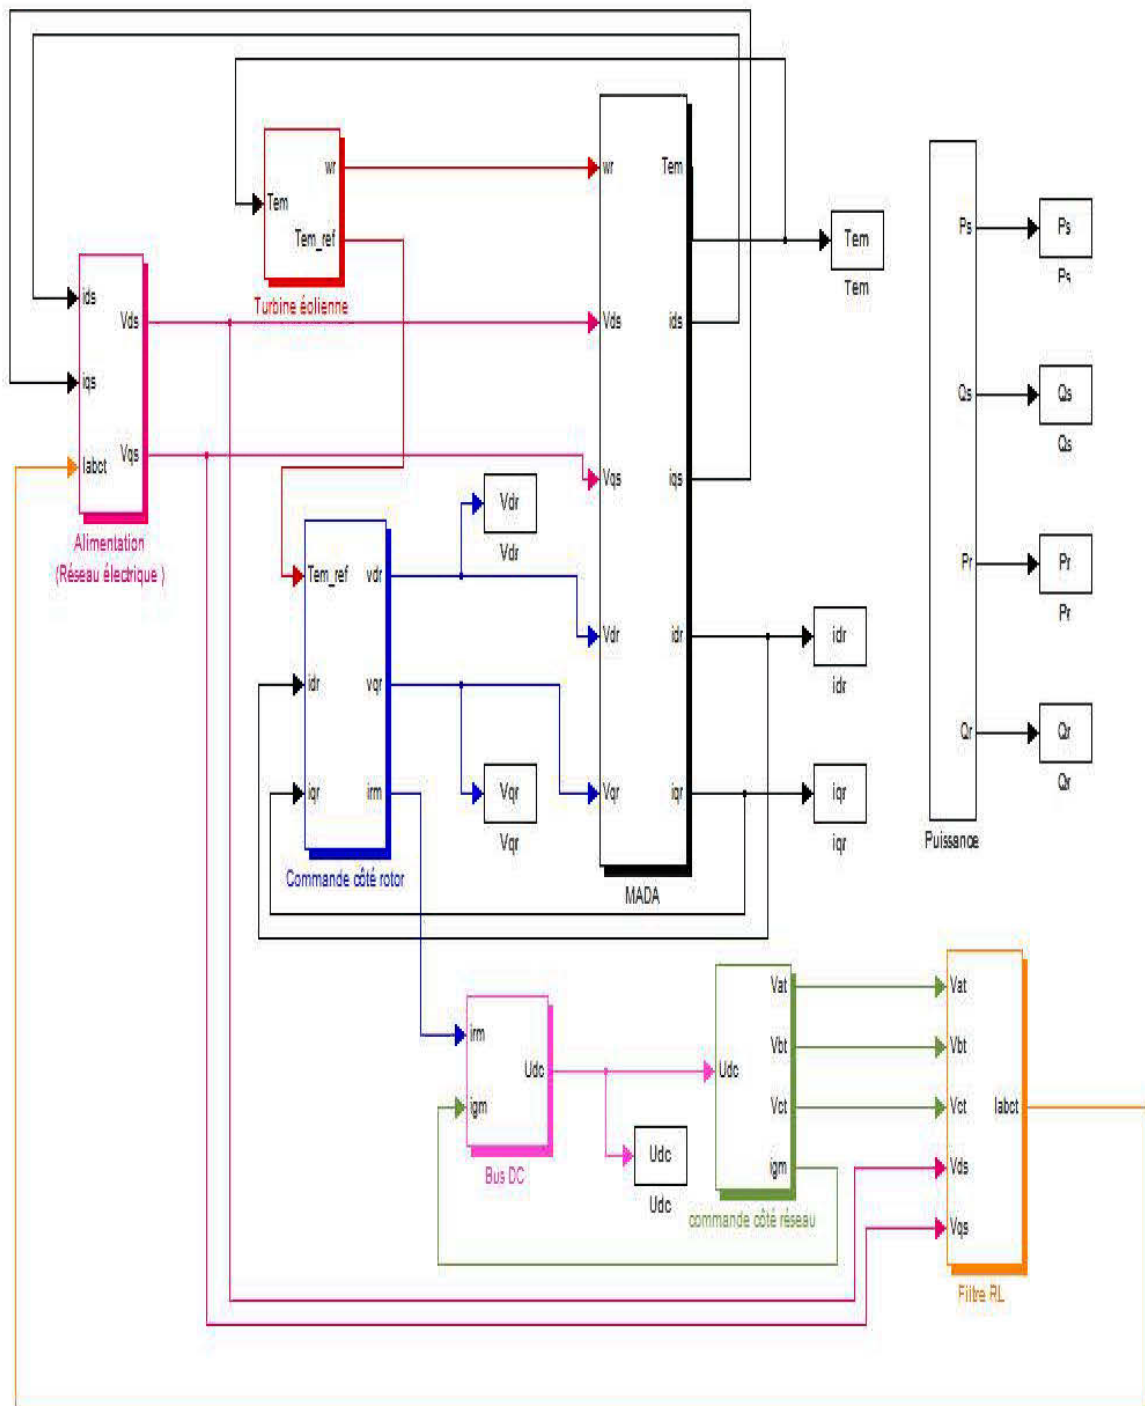 wr
Tem
Tem_ref
Turbine éolienne
ids
iqs
Iabct
Vds
Vqs
Alimentation
(Réseau électrique )
wr
Vds
Vqs
Vdr
Vqr
Tem
ids
iqs
idr
iqr
MADA
Tem
Tem
Ps
Qs
Pr
Qr
Puissance
Ps
Ps
Qs
Qs
Pr
Pr
Qr
Qr
Vdr
Vdr
Tem_ref
idr
iqr
vdr
vqr
irm
Commande côté rotor
Vqr
Vqr
idr
idr
iqr
iqr
irm
igm
Udc
Bus DC
Udc
Udc
Udc
Vat
Vbt
Vct
igm
commande côté réseau
Vat
Vbt
Vct
Vds
Vqs
Iabct
Filtre RL